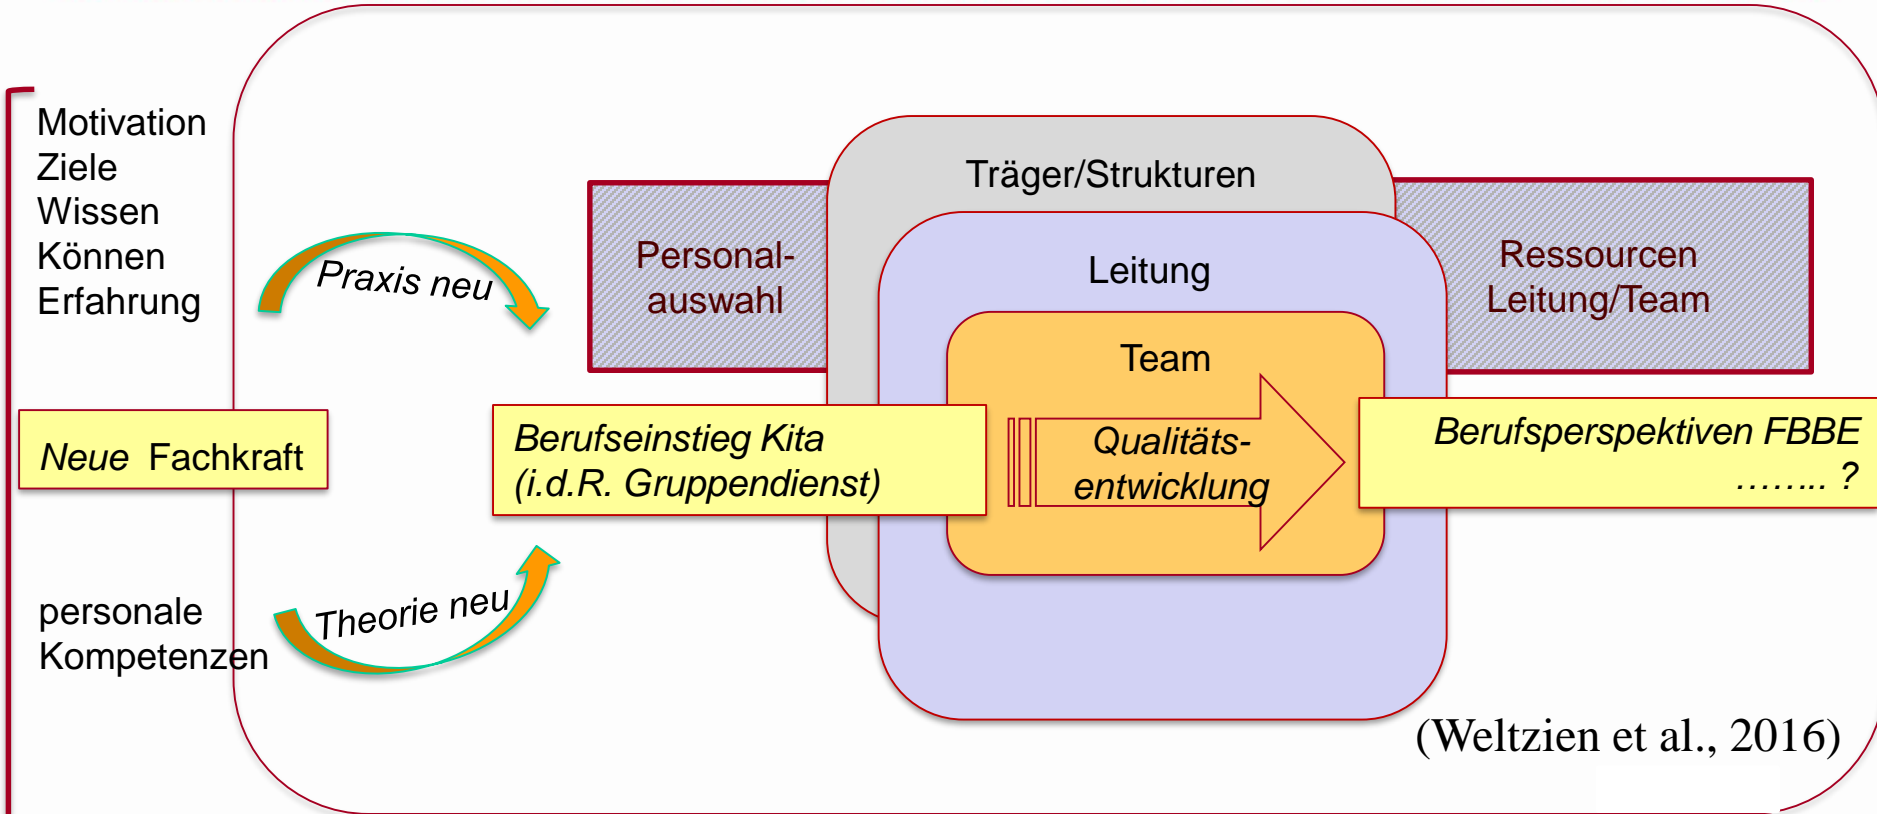 Motivation
Ziele
Wissen
Können
Erfahrung
Praxis neu
Neue Fachkraft
personale
Kompetenzen
Theorie neu
Personal-
auswahl
Berufseinstieg Kita
(i.d.R. Gruppendienst)
Träger/Strukturen
Leitung
Team
Qualitäts-
entwicklung
Ressourcen
Leitung/Team
Berufsperspektiven FBBE
…….. ?
(Weltzien et al., 2016)